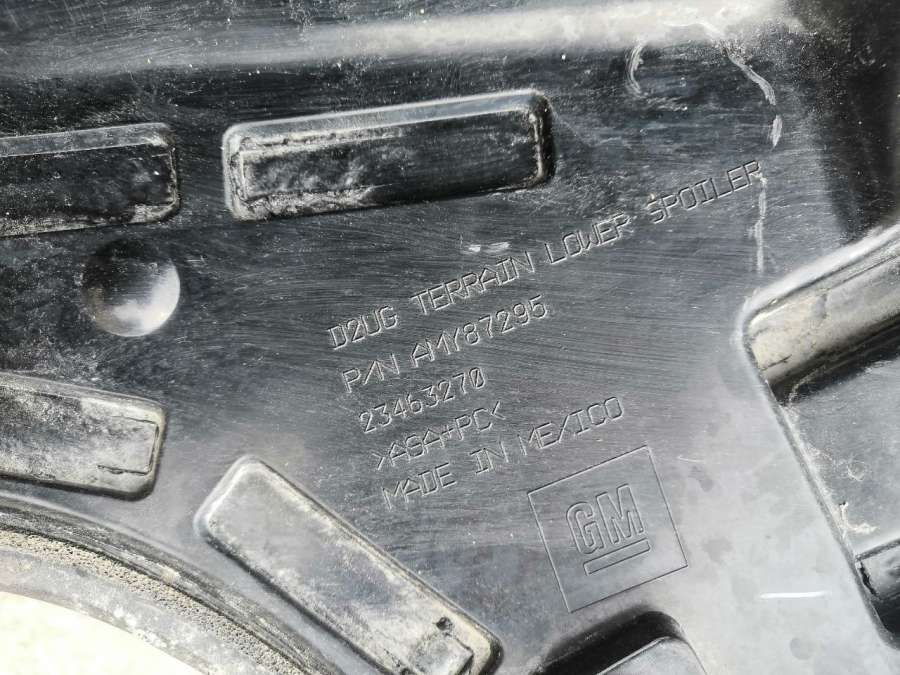 D2UG TERRAIN LOWER SPOILER
P/N AMY87295
23463270
>ASA#PC<
MADE IN MEXICO
GM